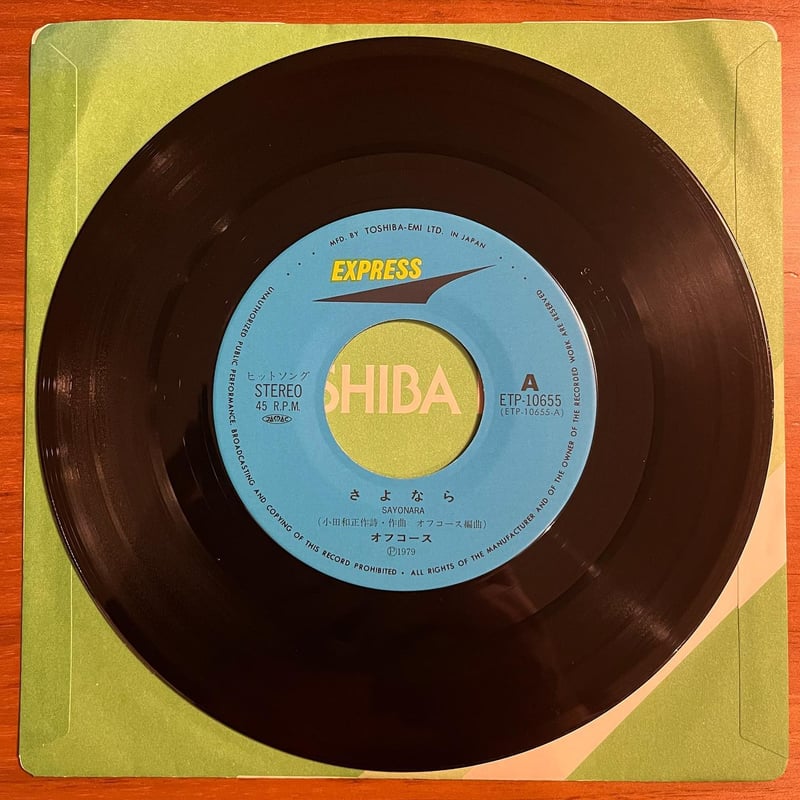 MFD. BY TOSHIBA-EMI LTD. IN JAPAN
EXPRESS
ヒットソング
STEREO
45 R.P.M.
JASRAC
SHIBA
A
ETP-10655
(ETP-10655-A)
さよなら
SAYONARA
(小田和正作詩・作曲 オフコース編曲)
オフコース
Ⓟ1979
UNAUTHORIZED PUBLIC PERFORMANCE, BROADCASTING AND COPYING OF THIS RECORD PROHIBITED • ALL RIGHTS OF THE MANUFACTURER AND OF THE OWNER OF THE RECORDED WORK ARE RESERVED